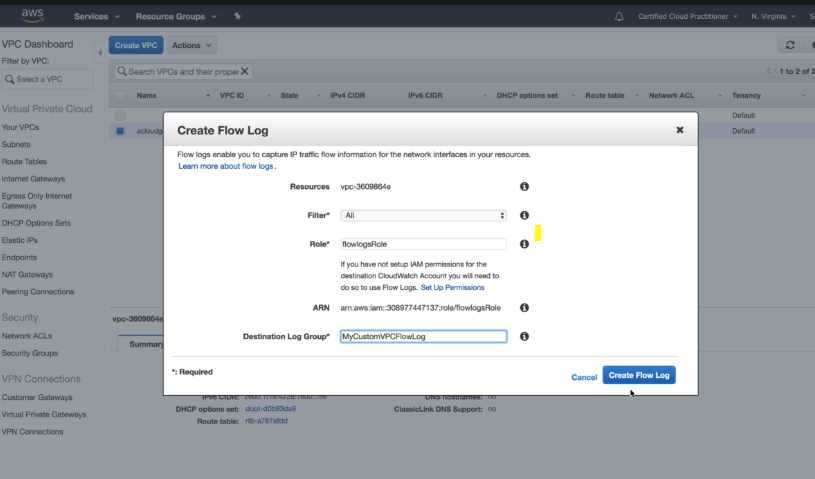 aws
Services
Resource Groups
Certified Cloud Practitioner
N. Virginia
S
VPC Dashboard
Filter by VPC:
Select a VPC
Virtual Private Cloud
Your VPCs
Subnets
Route Tables
Internet Gateways
Egress Only Internet
Gateways
DHCP Options Sets
Elastic IPs
Endpoints
NAT Gateways
Peering Connections
Security
Network ACLs
Security Groups
VPN Connections
Customer Gateways
Virtual Private Gateways
VPN Connections
Create VPC
Actions
Search VPCs and their proper
1 to 2 of 2
Name
VPC ID
State
IPv4 CIDR
IPv6 CIDR
DHCP options set
Route table
Network ACL
Tenancy
Default
acloudg
Default
Create Flow Log
Flow logs enable you to capture IP traffic flow information for the network interfaces in your resources.
Learn more about flow logs.
Resources vpc-3609864e
Filter* All
Role* flowlogsRole
If you have not setup IAM permissions for the
destination CloudWatch Account you will need to
do so to use Flow Logs. Set Up Permissions
ARN arn:aws:iam::308977447137:role/flowlogsRole
Destination Log Group* MyCustomVPCFlowLog
*: Required
Cancel
Create Flow Log
vpc-3609864e
Summary
IPv6 CIDR:
DNS hostnames: no
DHCP options set: dopt-d0b93da8
ClassicLink DNS Support: no
Route table: rtb-a767afdd